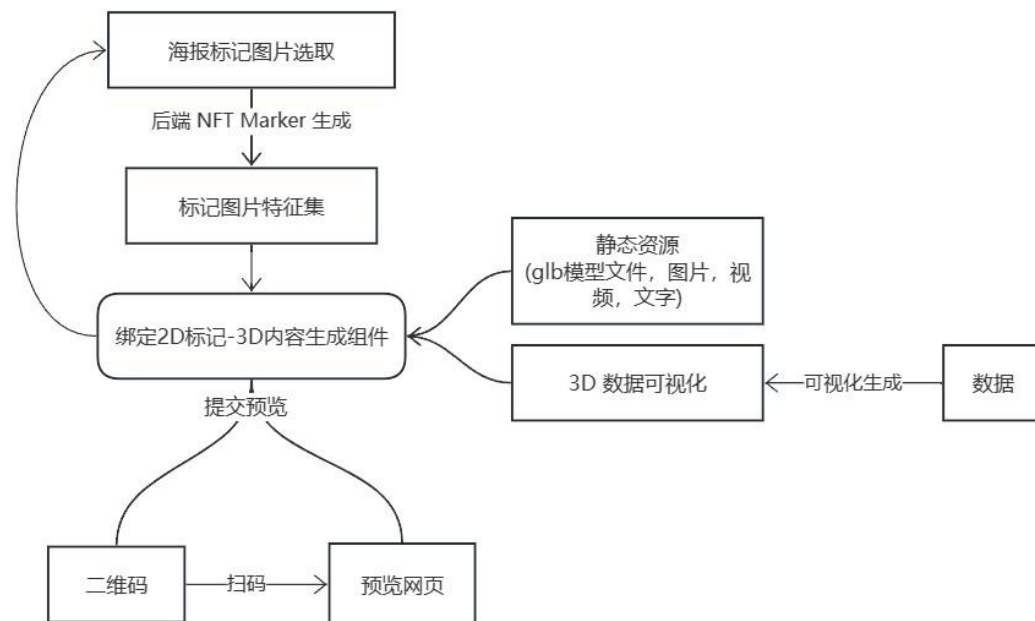 海报标记图片选取
后端 NFT Marker 生成
标记图片特征集
静态资源
(glb模型文件，图片，视
频，文字)
绑定2D标记-3D内容生成组件
3D 数据可视化
可视化生成
数据
提交预览
二维码
扫码
预览网页